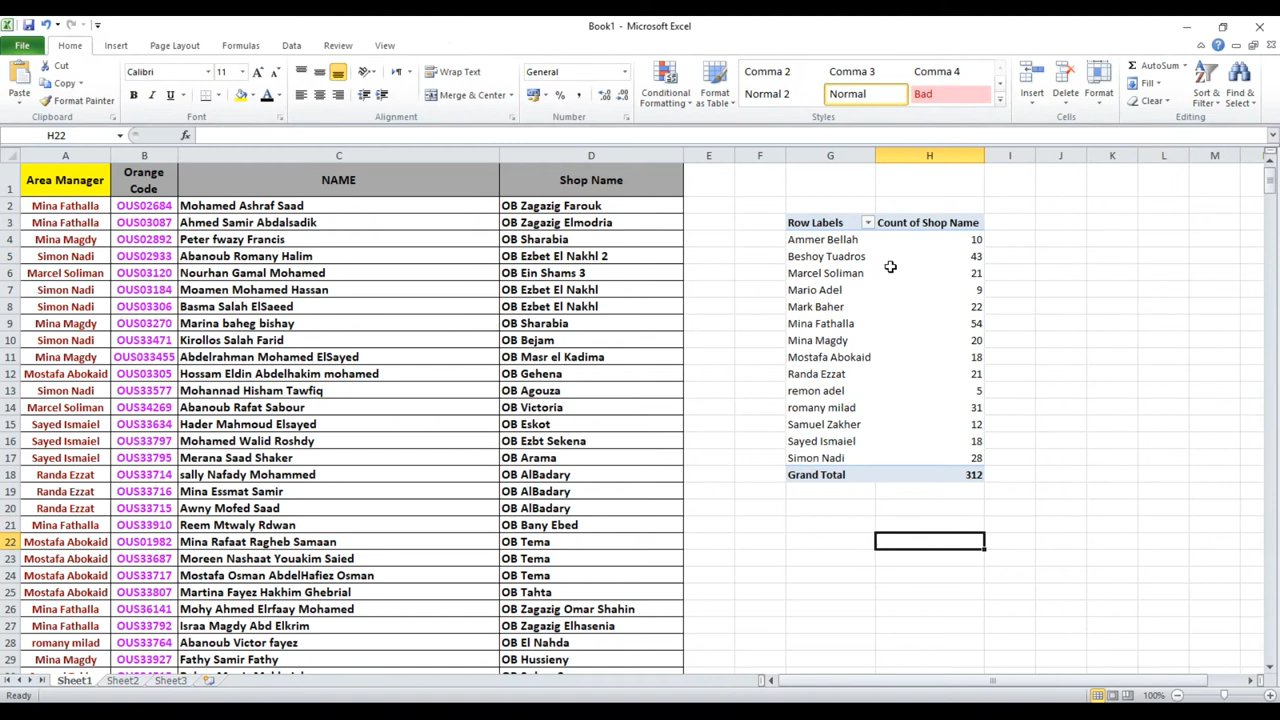 Book1 - Microsoft Excel
File Home Insert Page Layout Formulas Data Review View
Paste
Cut
Copy
Format Painter
Clipboard
Calibri 11
B I U
Font
Wrap Text
Merge & Center
Alignment
General
Number
Conditional Formatting
Format as Table
Comma 2 Comma 3 Comma 4
Normal 2 Normal Bad
Styles
Insert Delete Format
Cells
AutoSum
Fill
Clear
Sort & Filter
Find & Select
Editing
H22 fx
A B C D E F G H I J K L M
1 Area Manager Orange Code NAME Shop Name
2 Mina Fathalla OUS02684 Mohamed Ashraf Saad OB Zagazig Farouk
3 Mina Fathalla OUS03087 Ahmed Samir Abdalsadik OB Zagazig Elmodria Row Labels Count of Shop Name
4 Mina Magdy OUS02892 Peter fwazy Francis OB Sharabia Ammer Bellah 10
5 Simon Nadi OUS02933 Abanoub Romany Halim OB Ezbet El Nakhl 2 Beshoy Tuadros 43
6 Marcel Soliman OUS03120 Nourhan Gamal Mohamed OB Ein Shams 3 Marcel Soliman 21
7 Simon Nadi OUS03134 Moamen Mohamed Hassan OB Ezbet El Nakhl Mario Adel 9
8 Simon Nadi OUS03306 Basma Salah ElSaeed OB Ezbet El Nakhl Mark Baher 22
9 Mina Magdy OUS03270 Marina baheg bishay OB Sharabia Mina Fathalla 54
10 Simon Nadi OUS33471 Kirollos Salah Farid OB Bejam Mina Magdy 20
11 Mina Magdy OUS033455 Abdelrahman Mohamed ElSayed OB Masr el Kadima Mostafa Abokaid 18
12 Mostafa Abokaid OUS03305 Hossam Eldin Abdelhakim mohamed OB Gehena Randa Ezzat 21
13 Simon Nadi OUS33577 Mohannad Hisham Tawfiq OB Agouza remon adel 5
14 Marcel Soliman OUS34269 Abanoub Rafat Sabour OB Victoria romany milad 31
15 Sayed Ismaiel OUS33634 Hader Mahmoud Elsayed OB Eskot Samuel Zakher 12
16 Sayed Ismaiel OUS33797 Mohamed Walid Roshdy OB Ezbt Sekena Sayed Ismaiel 18
17 Sayed Ismaiel OUS33795 Merana Saad Shaker OB Arama Simon Nadi 28
18 Randa Ezzat OUS33714 sally Nafady Mohammed OB AlBadary Grand Total 312
19 Randa Ezzat OUS33716 Mina Essmat Samir OB AlBadary
20 Randa Ezzat OUS33715 Awny Mofed Saad OB AlBadary
21 Mina Fathalla OUS33910 Reem Mtwaly Rdwan OB Bany Ebed
22 Mostafa Abokaid OUS01982 Mina Rafaat Ragheb Samaan OB Tema
23 Mostafa Abokaid OUS33687 Moreen Nashaat Youakim Saied OB Tema
24 Mostafa Abokaid OUS33717 Mostafa Osman AbdelHafiez Osman OB Tema
25 Mostafa Abokaid OUS33807 Martina Fayez Hakhim Ghebrial OB Tahta
26 Mina Fathalla OUS36141 Mohy Ahmed Elrfaay Mohamed OB Zagazig Omar Shahin
27 Mina Fathalla OUS33792 Israa Magdy Abd Elkrim OB Zagazig Elhasenia
28 romany milad OUS33764 Abanoub Victor fayez OB El Nahda
29 Mina Magdy OUS33927 Fathy Samir Fathy OB Hussieny
Sheet1 Sheet2 Sheet3
Ready 100%